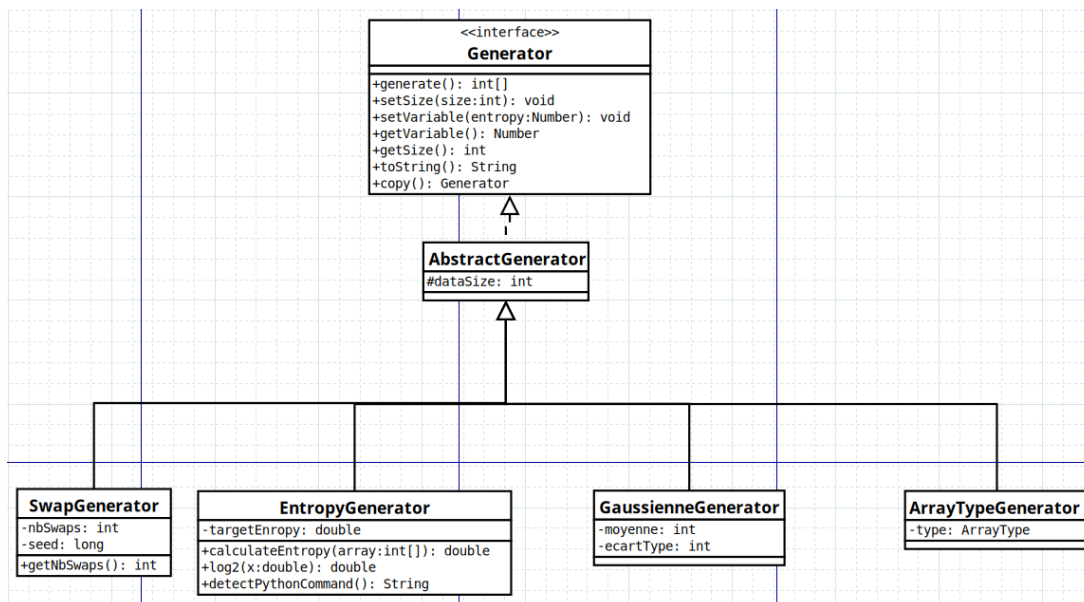 <<interface>>
Generator
+generate(): int[]
+setSize(size:int): void
+setVariable(entropy:Number): void
+getVariable(): Number
+getSize(): int
+toString(): String
+copy(): Generator
AbstractGenerator
#dataSize: int
SwapGenerator
-nbSwaps: int
-seed: long
+getNbSwaps(): int
EntropyGenerator
-targetEnropy: double
+calculateEntropy(array:int[]): double
+log2(x:double): double
+detectPythonCommand(): String
GaussienneGenerator
-moyenne: int
-ecartType: int
ArrayTypeGenerator
-type: ArrayType